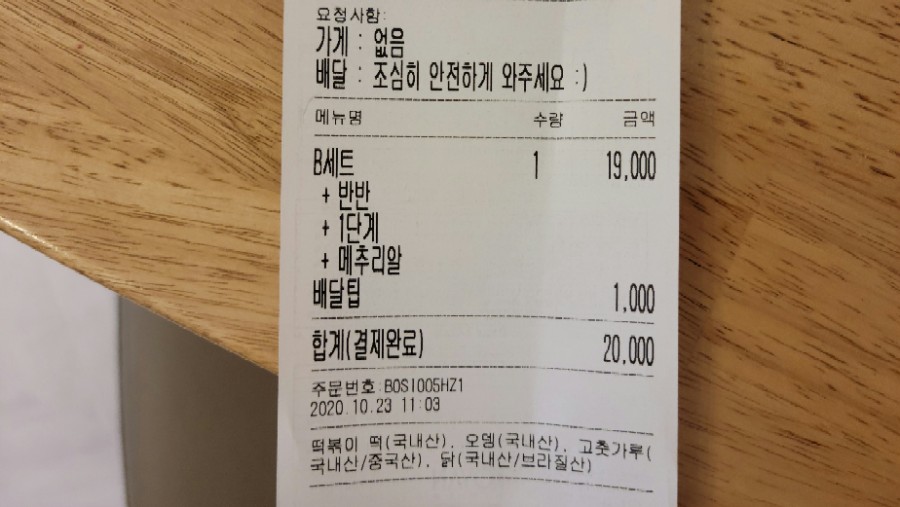 요청사항:
가게 : 없음
배달 : 조심히 안전하게 와주세요 :)
메뉴명 수량 금액
B세트 1 19,000
+ 반반
+ 1단계
+ 메추리알
배달팁 1,000
합계(결제완료) 20,000
주문번호:B0SI005HZ1
2020.10.23 11:03
떡볶이 떡(국내산), 오뎅(국내산), 고춧가루(
국내산/중국산), 닭(국내산/브라질산)